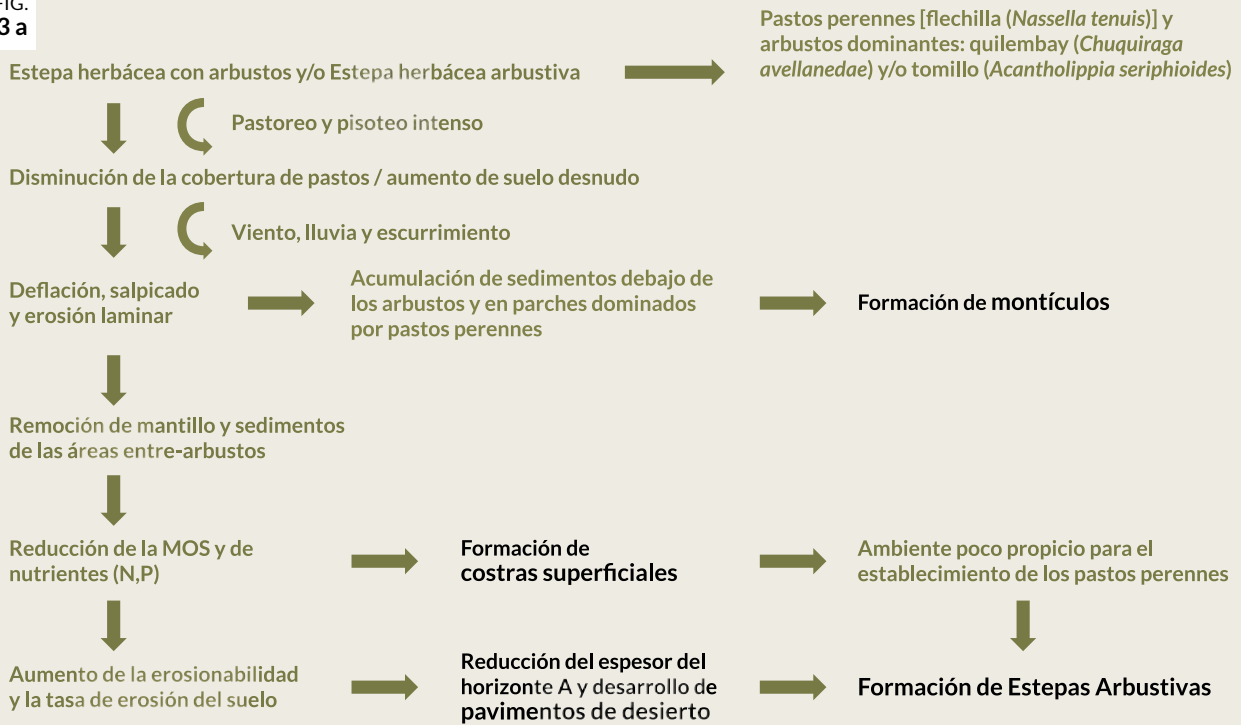 FIG.
3 a
Pastos perennes [flechilla (Nassella tenuis)] y
arbustos dominantes: quilembay (Chuquiraga
avellanedae) y/o tomillo (Acantholippia seriphioides)
Estepa herbácea con arbustos y/o Estepa herbácea arbustiva
Pastoreo y pisoteo intenso
Disminución de la cobertura de pastos / aumento de suelo desnudo
Viento, lluvia y escurrimiento
Deflación, salpicado
y erosión laminar
Acumulación de sedimentos debajo de
los arbustos y en parches dominados
por pastos perennes
Formación de montículos
Remoción de mantillo y sedimentos
de las áreas entre-arbustos
Reducción de la MOS y de
nutrientes (N,P)
Formación de
costras superficiales
Ambiente poco propicio para el
establecimiento de los pastos perennes
Aumento de la erosionabilidad
y la tasa de erosión del suelo
Reducción del espesor del
horizonte A y desarrollo de
pavimentos de desierto
Formación de Estepas Arbustivas